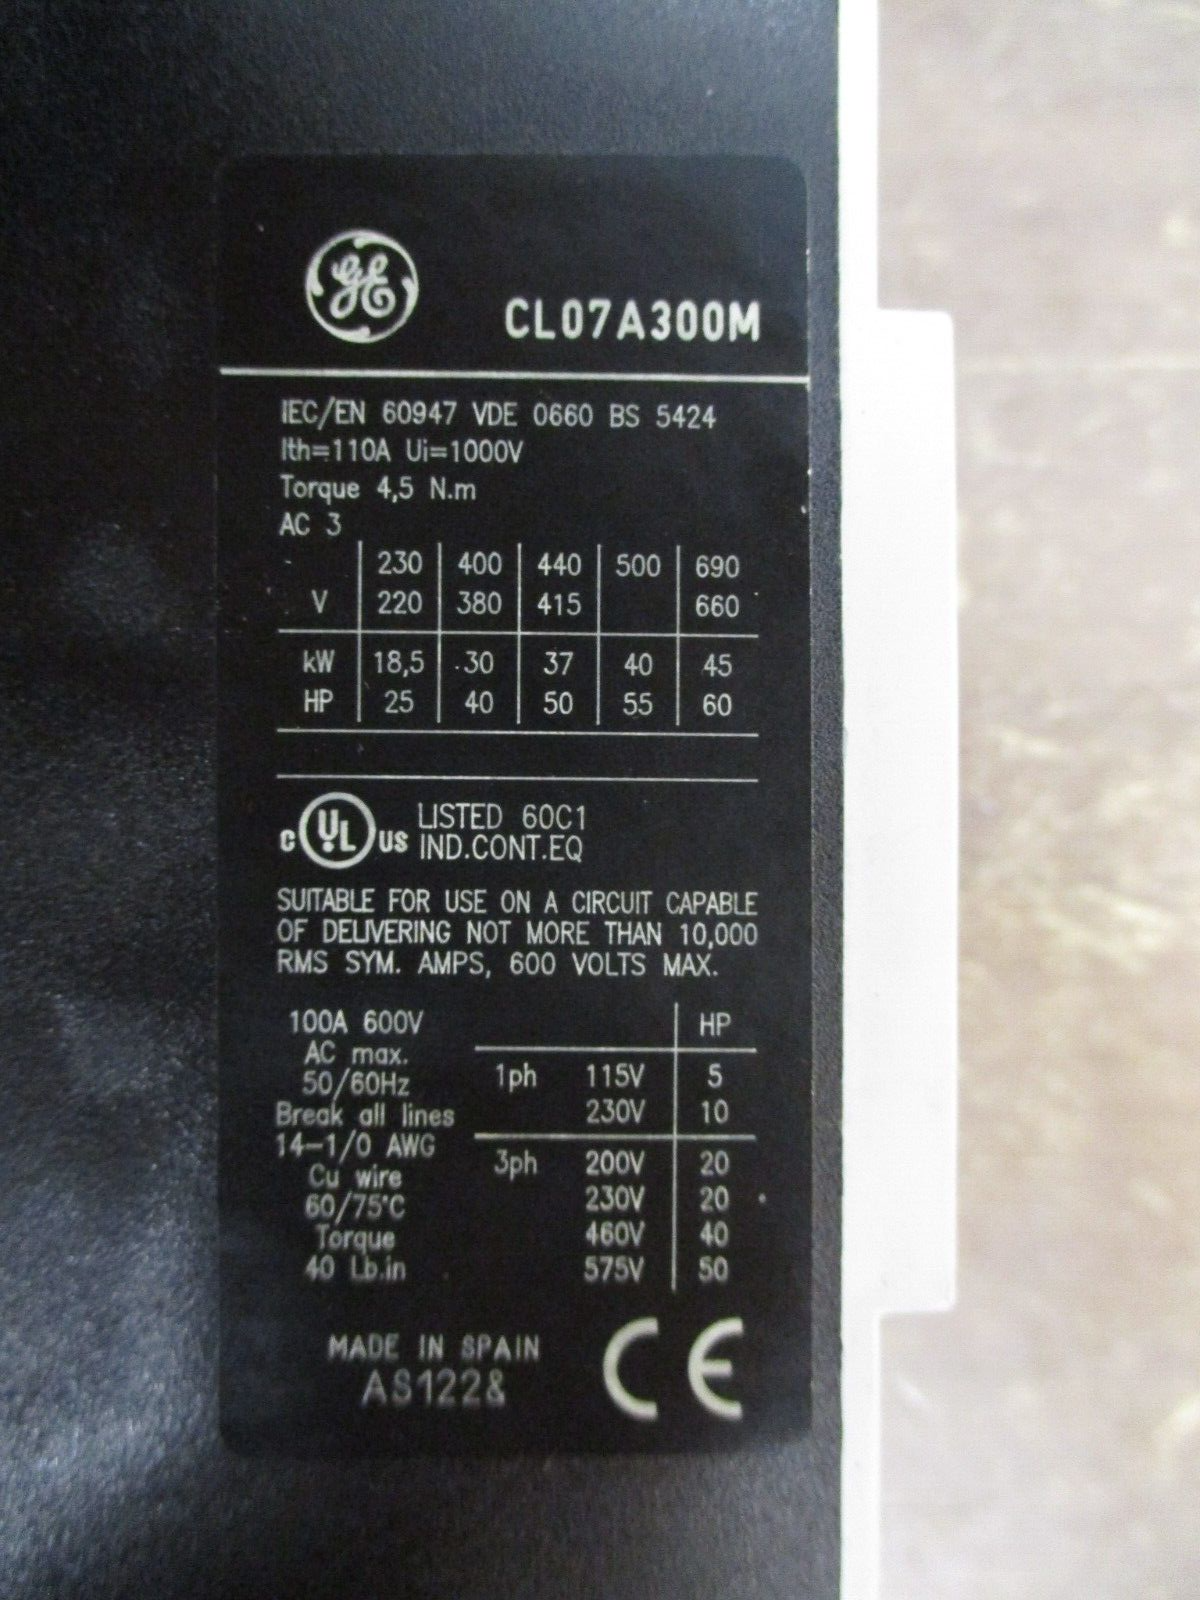 GE
CL07A300M
IEC/EN 60947 VDE 0660 BS 5424
Ith=110A Ui=1000V
Torque 4,5 N.m
AC 3
230 400 440 500 690
V 220 380 415 660
kW 18,5 30 37 40 45
HP 25 40 50 55 60
C UL US LISTED 60C1
IND.CONT.EQ
SUITABLE FOR USE ON A CIRCUIT CAPABLE
OF DELIVERING NOT MORE THAN 10,000
RMS SYM. AMPS, 600 VOLTS MAX.
100A 600V
AC max.
50/60Hz
Break all lines
14-1/0 AWG
Cu wire
60/75°C
Torque
40 Lb.in
HP
1ph 115V 5
230V 10
3ph 200V 20
230V 20
460V 40
575V 50
MADE IN SPAIN
AS122&
CE